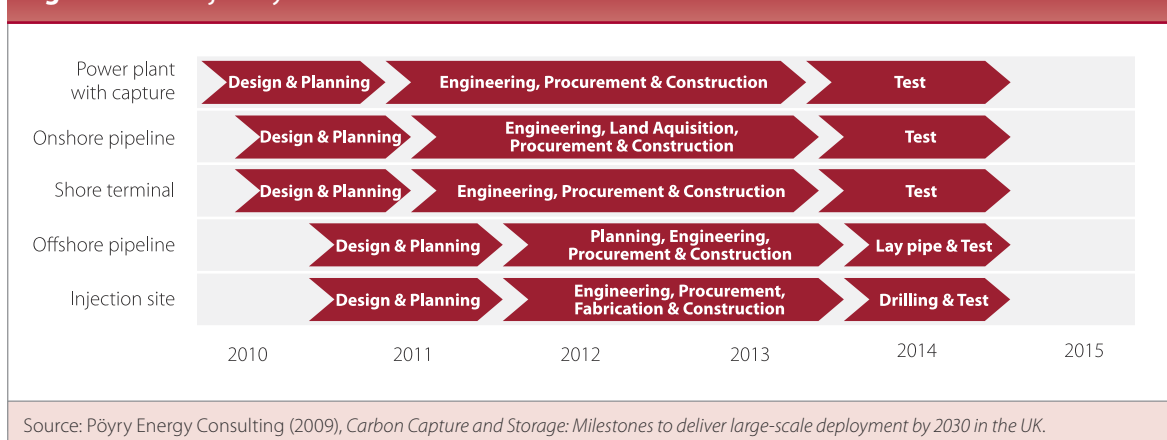 Power plant
with capture
Design & Planning
Engineering, Procurement & Construction
Test
Onshore pipeline
Design & Planning
Engineering, Land Aquisition,
Procurement & Construction
Test
Shore terminal
Design & Planning
Engineering, Procurement & Construction
Test
Offshore pipeline
Design & Planning
Planning, Engineering,
Procurement & Construction
Lay pipe & Test
Injection site
Design & Planning
Engineering, Procurement,
Fabrication & Construction
Drilling & Test
2010 2011 2012 2013 2014 2015
Source: Pöyry Energy Consulting (2009), Carbon Capture and Storage: Milestones to deliver large-scale deployment by 2030 in the UK.